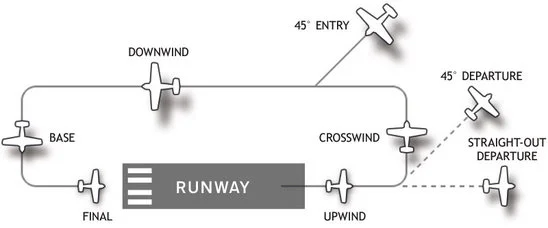 45° ENTRY
DOWNWIND
45° DEPARTURE
BASE
CROSSWIND
STRAIGHT-OUT
DEPARTURE
RUNWAY
FINAL
UPWIND